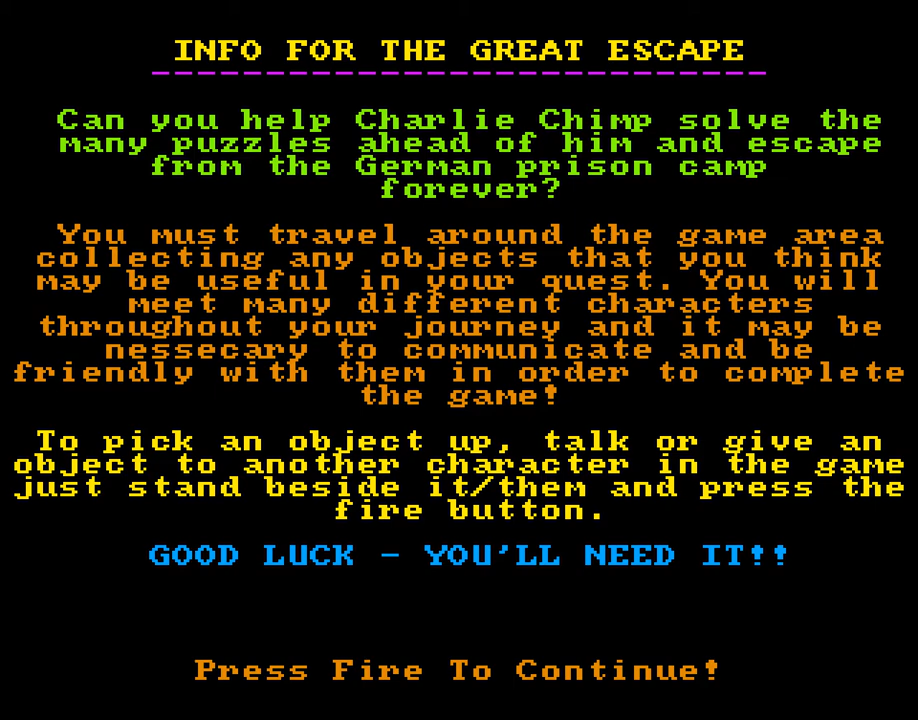 INFO FOR THE GREAT ESCAPE
---------------------------
Can you help Charlie Chimp solve the
many puzzles ahead of him and escape
from the German prison camp
forever?
You must travel around the game area
collecting any objects that you think
may be useful in your quest. You will
meet many different characters
throughout your journey and it may be
nessecary to communicate and be
friendly with them in order to complete
the game!
To pick an object up, talk or give an
object to another character in the game
just stand beside it/them and press the
fire button.
GOOD LUCK - YOU'LL NEED IT!!
Press Fire To Continue!